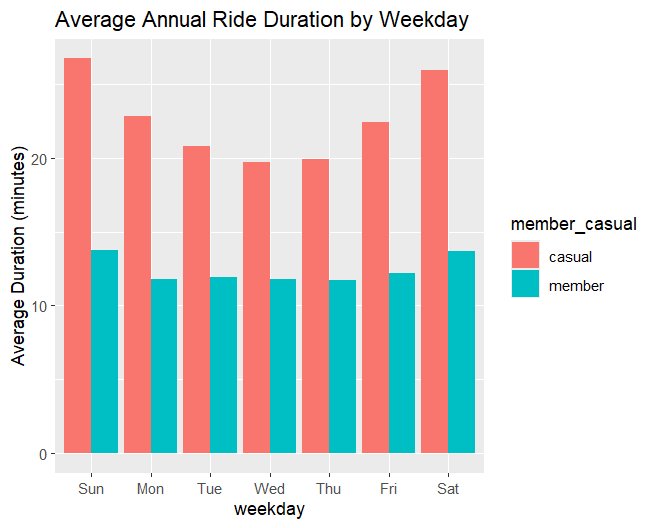 Average Annual Ride Duration by Weekday
Average Duration (minutes)
20
10
0
Sun Mon Tue Wed Thu Fri Sat
weekday
member_casual
casual
member